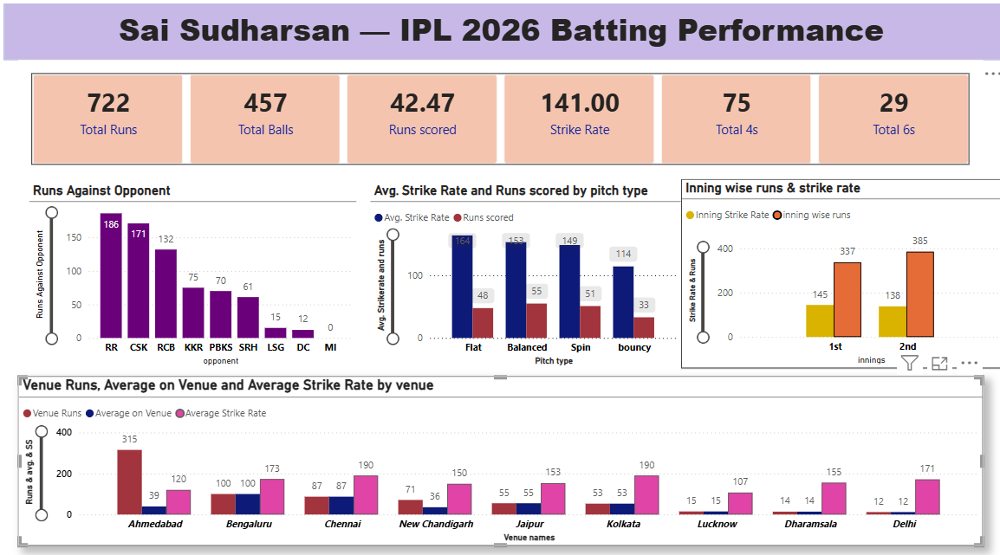 Sai Sudharsan — IPL 2026 Batting Performance
722 457 42.47 141.00 75 29
Total Runs Total Balls Runs scored Strike Rate Total 4s Total 6s
Runs Against Opponent
Runs Against Opponent
150
100
50
0
186 171 132 75 70 61 15 12 0
RR CSK RCB KKR PBKS SRH LSG DC MI
opponent
Avg. Strike Rate and Runs scored by pitch type
Avg. Strike Rate Runs scored
Avg. Strikerate and runs
100
0
164 48 153 55 149 51 114 33
Flat Balanced Spin bouncy
Pitch type
Inning wise runs & strike rate
Inning Strike Rate Inning wise runs
Strike Rate & Runs
400
200
0
145 337 138 385
1st 2nd
innings
Venue Runs, Average on Venue and Average Strike Rate by venue
Venue Runs Average on Venue Average Strike Rate
Runs & avg. & SS
400
200
0
315 39 120 100 100 173 87 87 190 71 36 150 55 55 153 53 53 190 15 15 107 14 14 155 12 12 171
Ahmedabad Bengaluru Chennai New Chandigarh Jaipur Kolkata Lucknow Dharamsala Delhi
Venue names